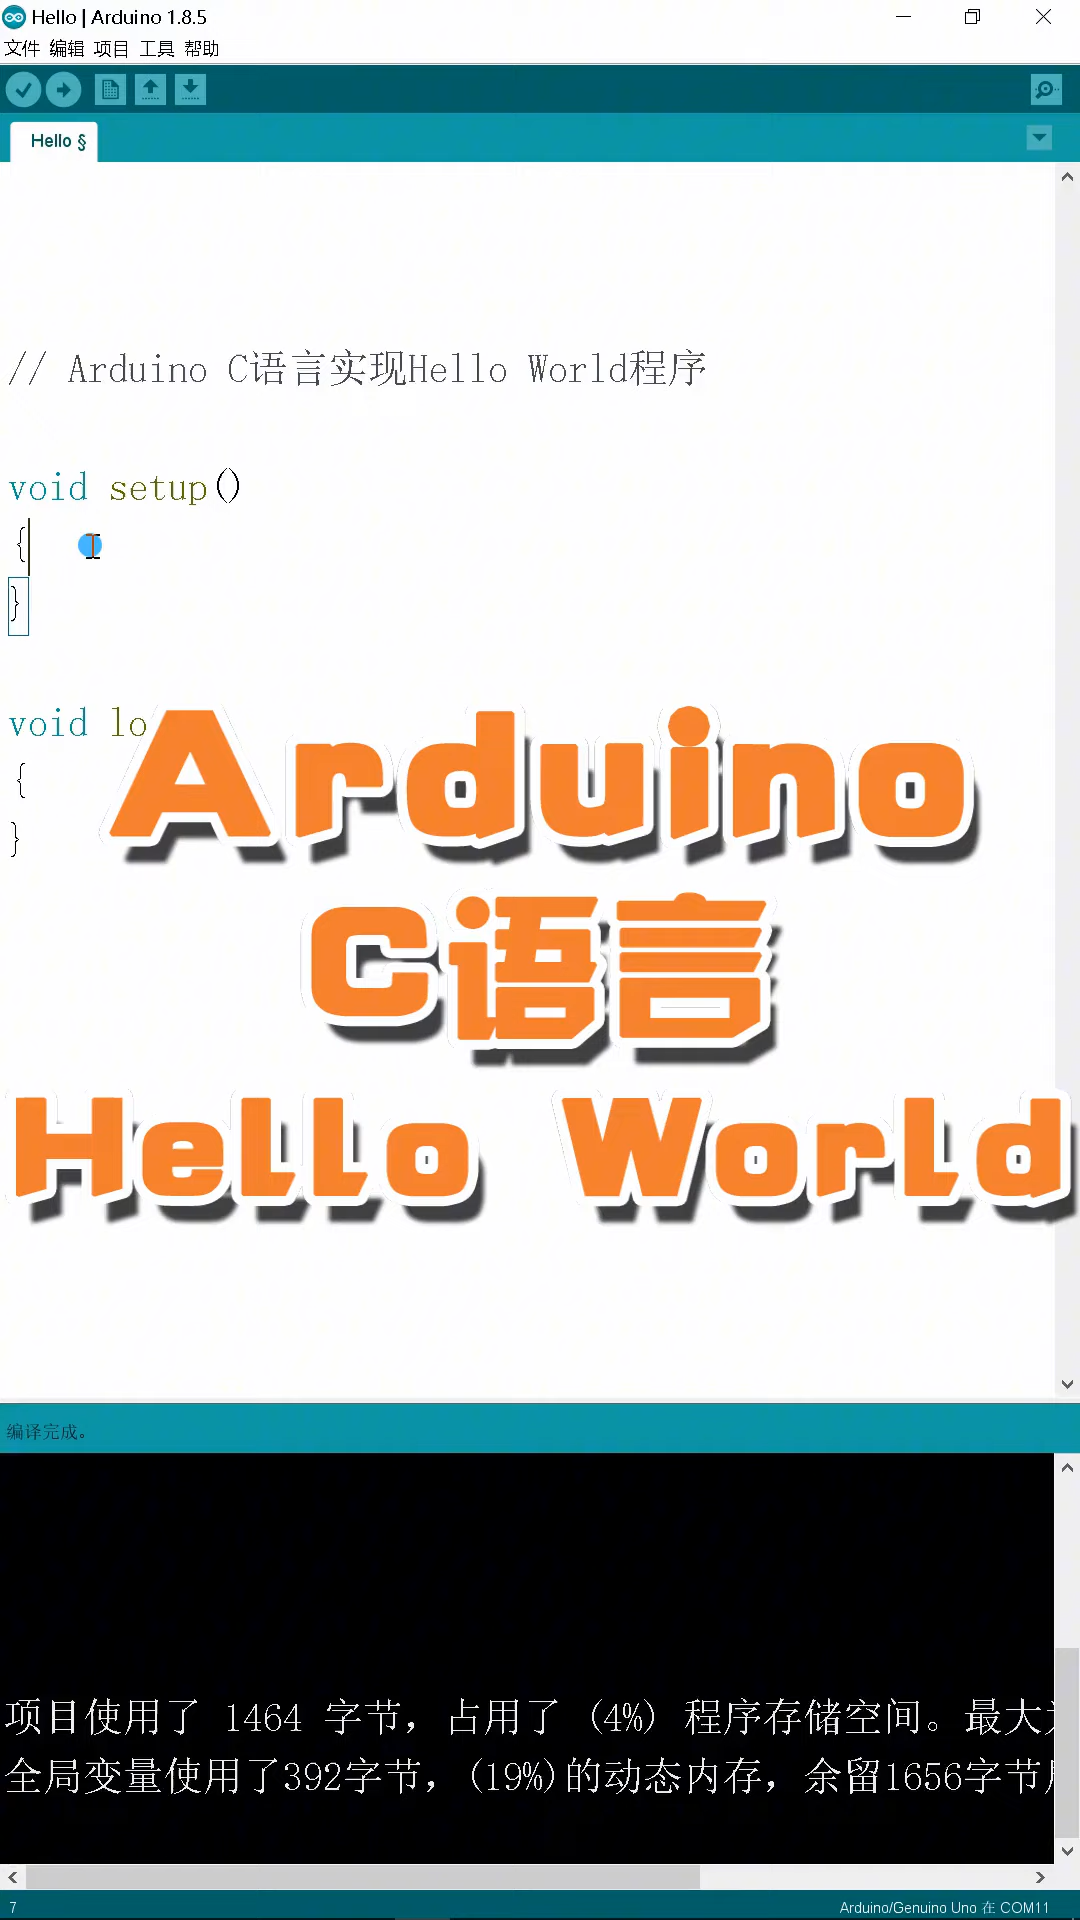 Hello | Arduino 1.8.5
文件 编辑 项目 工具 帮助
Hello §
// Arduino C语言实现Hello World程序
void setup()
{
}
void lo
{
}
Arduino
C语言
Hello World
编译完成。
项目使用了 1464 字节，占用了 (4%) 程序存储空间。最大
全局变量使用了392字节，(19%)的动态内存，余留1656字节
7
Arduino/Genuino Uno 在 COM11